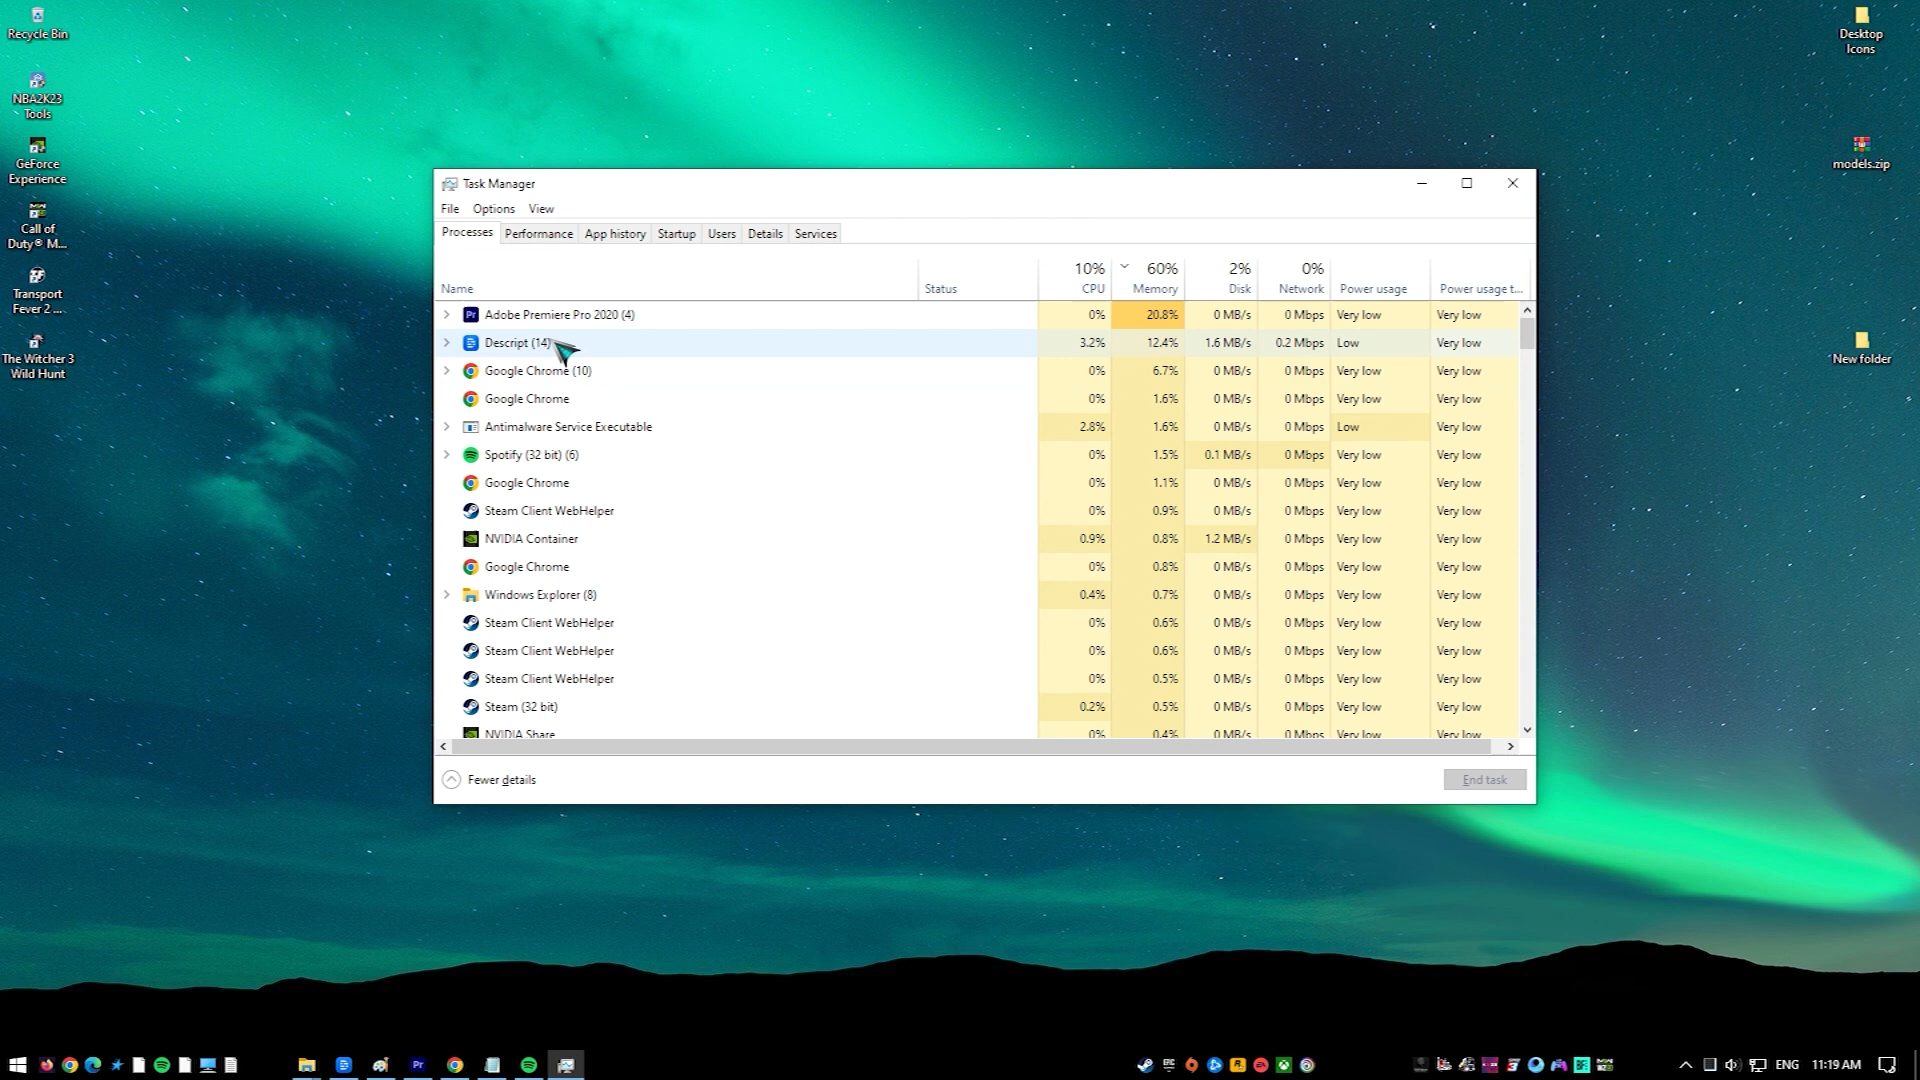 Recycle Bin
NBA2K23
Tools
GeForce
Experience
Call of
Duty® M...
Transport
Fever 2 ...
The Witcher 3
Wild Hunt
Desktop
Icons
models.zip
New folder
Task Manager
File Options View
Processes Performance App history Startup Users Details Services
10% 60% 2% 0%
Name Status CPU Memory Disk Network Power usage Power usage t...
Adobe Premiere Pro 2020 (4) 0% 20.8% 0 MB/s 0 Mbps Very low Very low
Descript (14) 3.2% 12.4% 1.6 MB/s 0.2 Mbps Low Very low
Google Chrome (10) 0% 6.7% 0 MB/s 0 Mbps Very low Very low
Google Chrome 0% 1.6% 0 MB/s 0 Mbps Very low Very low
Antimalware Service Executable 2.8% 1.6% 0 MB/s 0 Mbps Low Very low
Spotify (32 bit) (6) 0% 1.5% 0.1 MB/s 0 Mbps Very low Very low
Google Chrome 0% 1.1% 0 MB/s 0 Mbps Very low Very low
Steam Client WebHelper 0% 0.9% 0 MB/s 0 Mbps Very low Very low
NVIDIA Container 0.9% 0.8% 1.2 MB/s 0 Mbps Very low Very low
Google Chrome 0% 0.8% 0 MB/s 0 Mbps Very low Very low
Windows Explorer (8) 0.4% 0.7% 0 MB/s 0 Mbps Very low Very low
Steam Client WebHelper 0% 0.6% 0 MB/s 0 Mbps Very low Very low
Steam Client WebHelper 0% 0.6% 0 MB/s 0 Mbps Very low Very low
Steam Client WebHelper 0% 0.5% 0 MB/s 0 Mbps Very low Very low
Steam (32 bit) 0.2% 0.5% 0 MB/s 0 Mbps Very low Very low
NVIDIA Share 0% 0.4% 0 MB/s 0 Mbps Very low Very low
Fewer details End task
ENG 11:19 AM